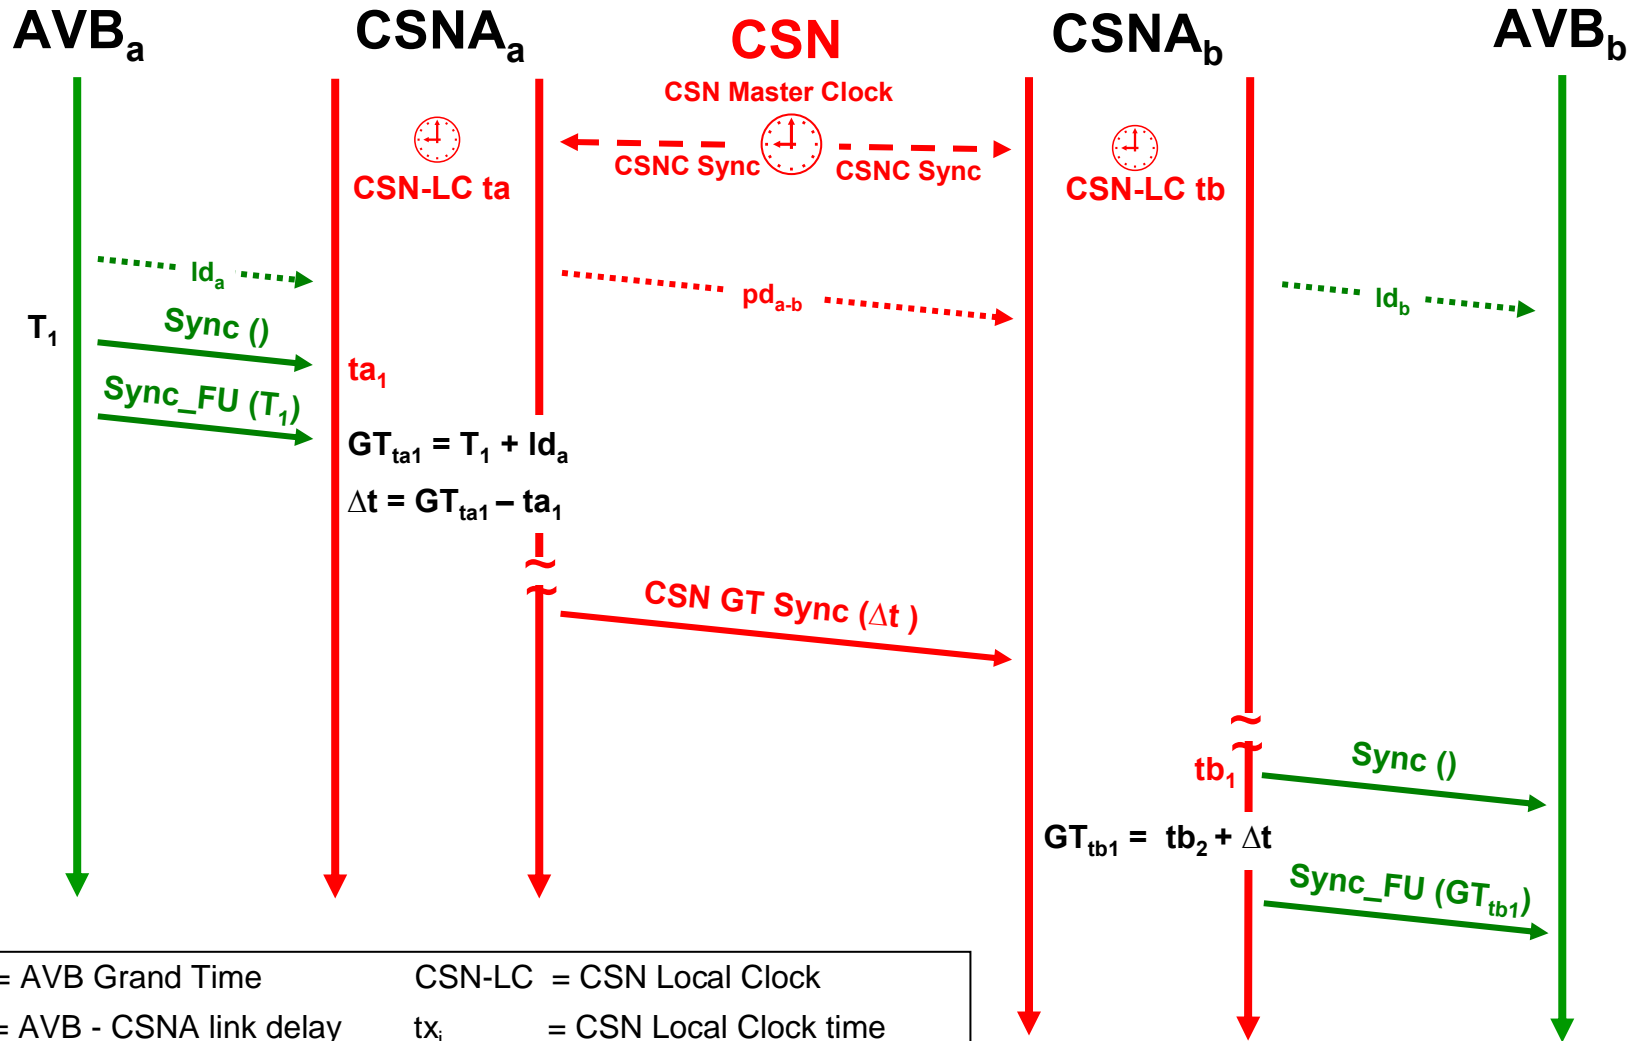 AVBa CSNAa CSN CSNAb AVBb
CSN Master Clock
CSNC Sync CSNC Sync
CSN-LC ta CSN-LC tb
lda pda-b ldb
T1 Sync ()
ta1
Sync_FU (T1)
GTta1 = T1 + lda
Δt = GTta1 – ta1
CSN GT Sync (Δt )
tb1 Sync ()
GTtb1 = tb2 + Δt
Sync_FU (GTtb1)
= AVB Grand Time CSN-LC = CSN Local Clock
= AVB - CSNA link delay txi = CSN Local Clock time